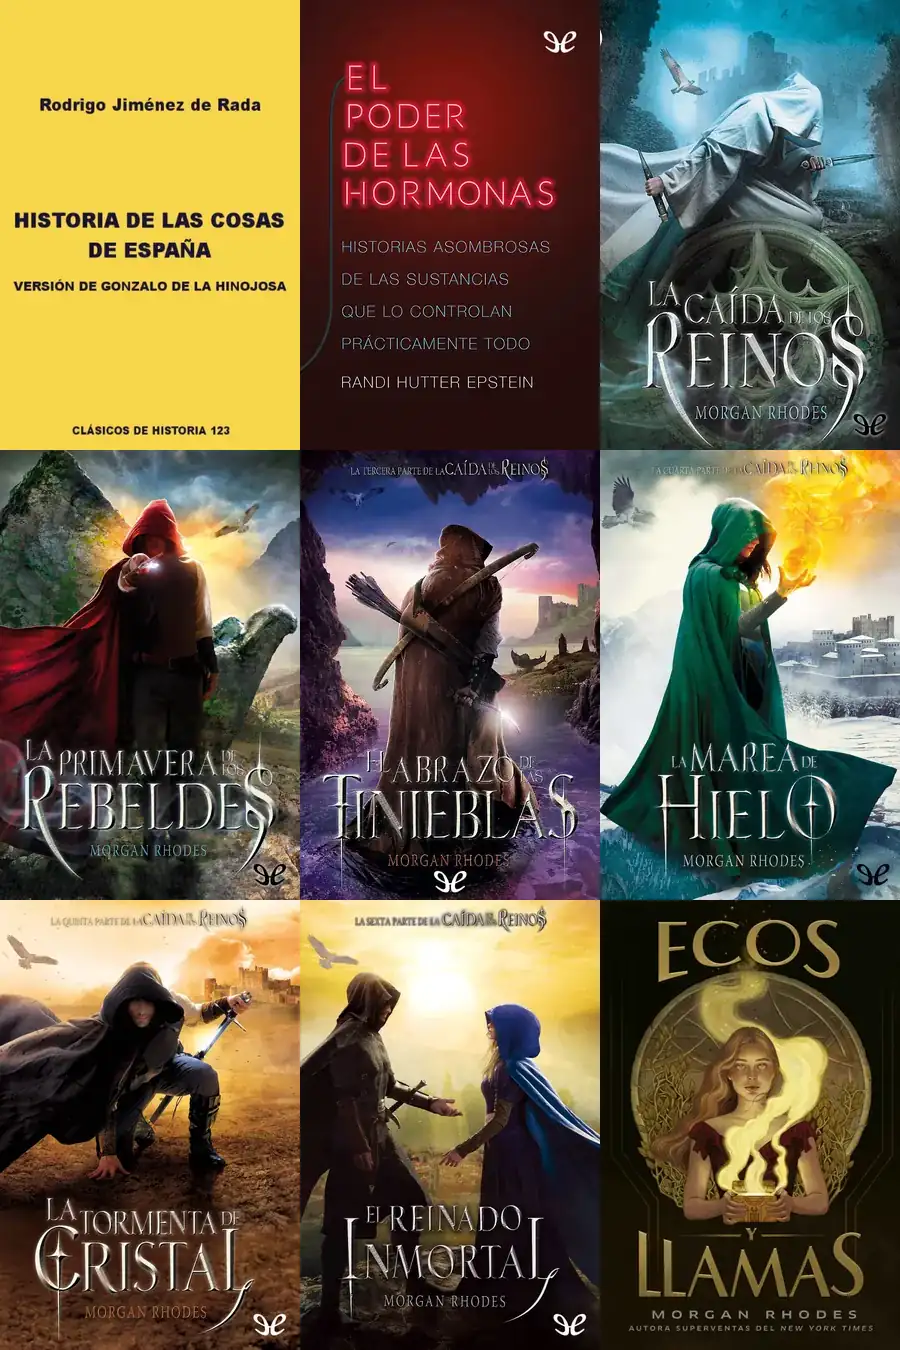 Rodrigo Jiménez de Rada
HISTORIA DE LAS COSAS
DE ESPAÑA
VERSIÓN DE GONZALO DE LA HINOJOSA
CLÁSICOS DE HISTORIA 123
EL
PODER
DE LAS
HORMONAS
HISTORIAS ASOMBROSAS
DE LAS SUSTANCIAS
QUE LO CONTROLAN
PRÁCTICAMENTE TODO
RANDI HUTTER EPSTEIN
LA CAÍDA DE LOS
REINOS
MORGAN RHODES
LA PRIMAVERA DE LOS
REBELDES
MORGAN RHODES
LA TERCERA PARTE DE LA CAÍDA DE LOS REINOS
EL ABRAZO DE LAS
TINIEBLAS
MORGAN RHODES
LA CUARTA PARTE DE LA CAÍDA DE LOS REINOS
LA MAREA DE
HIELO
MORGAN RHODES
LA QUINTA PARTE DE LA CAÍDA DE LOS REINOS
LA TORMENTA DE
CRISTAL
MORGAN RHODES
LA SEXTA PARTE DE LA CAÍDA DE LOS REINOS
EL REINADO
INMORTAL
MORGAN RHODES
ECOS
Y
LLAMAS
MORGAN RHODES
AUTORA SUPERVENTAS DEL NEW YORK TIMES